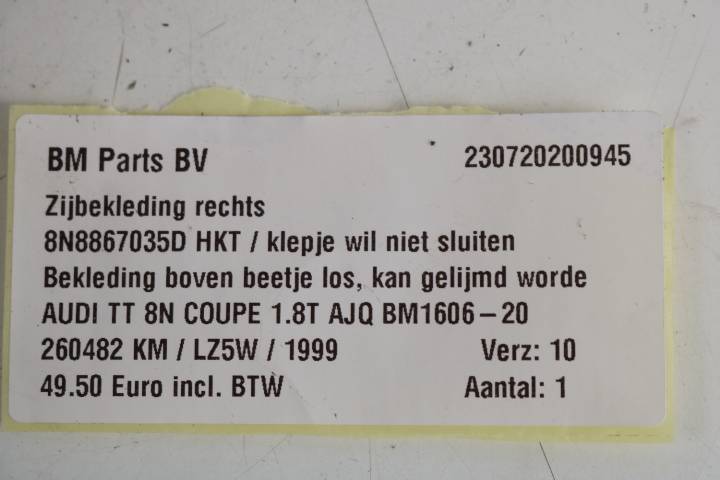 BM Parts BV 230720200945
Zijbekleding rechts
8N8867035D HKT / klepje wil niet sluiten
Bekleding boven beetje los, kan gelijmd worde
AUDI TT 8N COUPE 1.8T AJQ BM1606-20
260482 KM / LZ5W / 1999 Verz: 10
49.50 Euro incl. BTW Aantal: 1